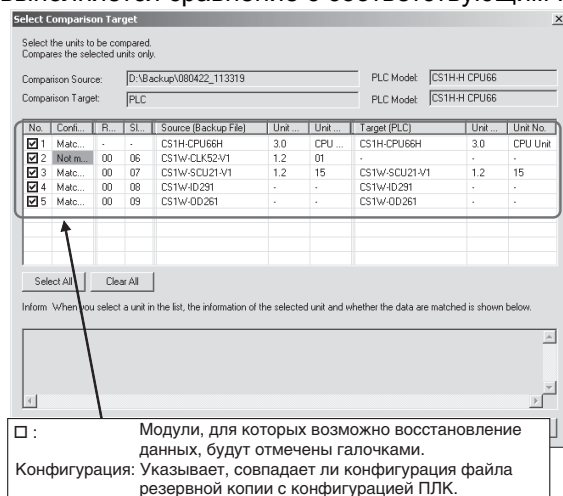 Select Comparison Target
Select the units to be compared.
Compares the selected units only.
Comparison Source: D:\Backup\080422_113319 PLC Model: CS1H-H CPU66
Comparison Target: PLC PLC Model: CS1H-H CPU66
No. Confi... R... Sl... Source (Backup File) Unit ... Unit ... Target (PLC) Unit ... Unit No.
1 Matc... - - CS1H-CPU66H 3.0 CPU ... CS1H-CPU66H 3.0 CPU Unit
2 Not m... 00 06 CS1W-CLK52-V1 1.2 01 - - -
3 Matc... 00 07 CS1W-SCU21-V1 1.2 15 CS1W-SCU21-V1 1.2 15
4 Matc... 00 08 CS1W-ID291 - - CS1W-ID291 - -
5 Matc... 00 09 CS1W-OD261 - - CS1W-OD261 - -
Select All Clear All
Inform When you select a unit in the list, the information of the selected unit and whether the data are matched is shown below.
□ : Модули, для которых возможно восстановление
данных, будут отмечены галочками.
Конфигурация: Указывает, совпадает ли конфигурация файла
резервной копии с конфигурацией ПЛК.